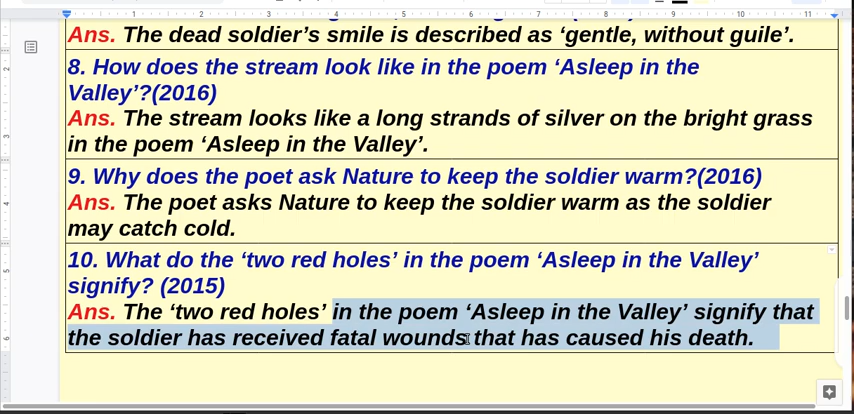 Ans. The dead soldier's smile is described as ‘gentle, without guile’.
8. How does the stream look like in the poem ‘Asleep in the
Valley’?(2016)
Ans. The stream looks like a long strands of silver on the bright grass
in the poem ‘Asleep in the Valley’.
9. Why does the poet ask Nature to keep the soldier warm?(2016)
Ans. The poet asks Nature to keep the soldier warm as the soldier
may catch cold.
10. What do the ‘two red holes’ in the poem ‘Asleep in the Valley’
signify? (2015)
Ans. The ‘two red holes’ in the poem ‘Asleep in the Valley’ signify that
the soldier has received fatal wounds that has caused his death.